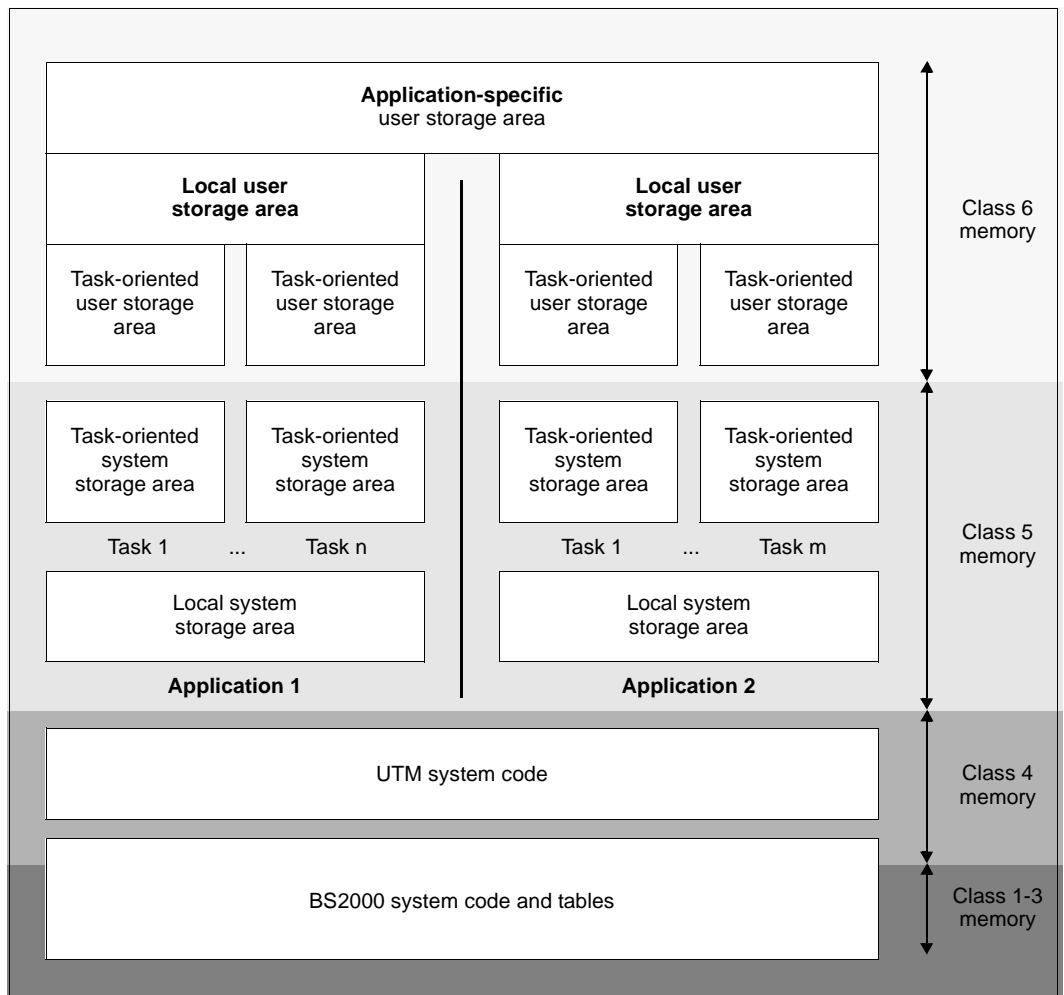 Application-specific
user storage area
Local user
storage area
Local user
storage area
Class 6
memory
Task-oriented
user storage
area
Task-oriented
user storage
area
Task-oriented
user storage
area
Task-oriented
user storage
area
Task-oriented
system
storage area
Task-oriented
system
storage area
Task-oriented
system
storage area
Task-oriented
system
storage area
Class 5
memory
Task 1 ... Task n
Task 1 ... Task m
Local system
storage area
Local system
storage area
Application 1
Application 2
UTM system code
Class 4
memory
BS2000 system code and tables
Class 1-3
memory